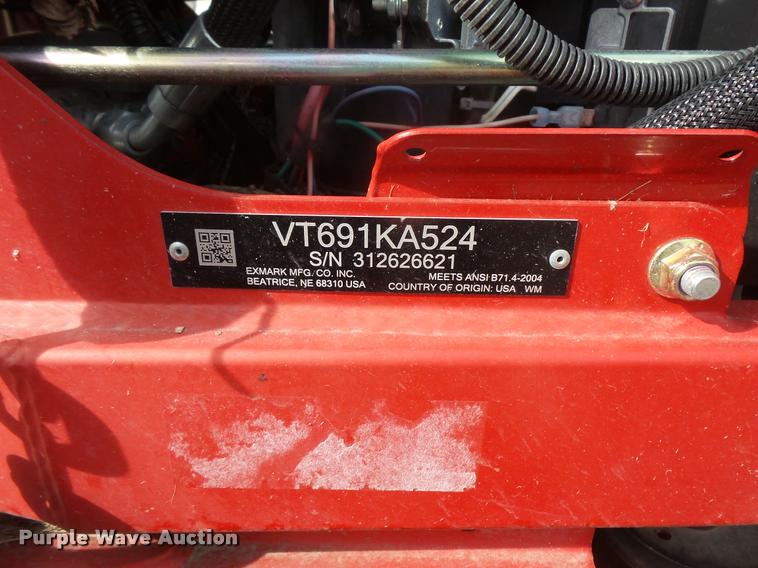 VT691KA524
S/N 312626621
EXMARK MFG. CO. INC.
BEATRICE, NE 68310 USA
MEETS ANSI B71.4-2004
COUNTRY OF ORIGIN: USA WM
Purple Wave Auction